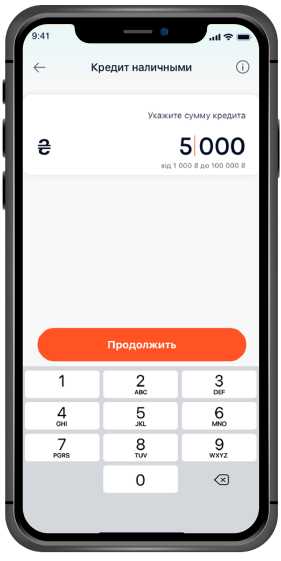 9:41
Кредит наличными
Укажите сумму кредита
₴ 5 000
від 1 000 ₴ до 100 000 ₴
Продолжить
1
2 ABC
3 DEF
4 GHI
5 JKL
6 MNO
7 PGRS
8 TUV
9 WXYZ
0